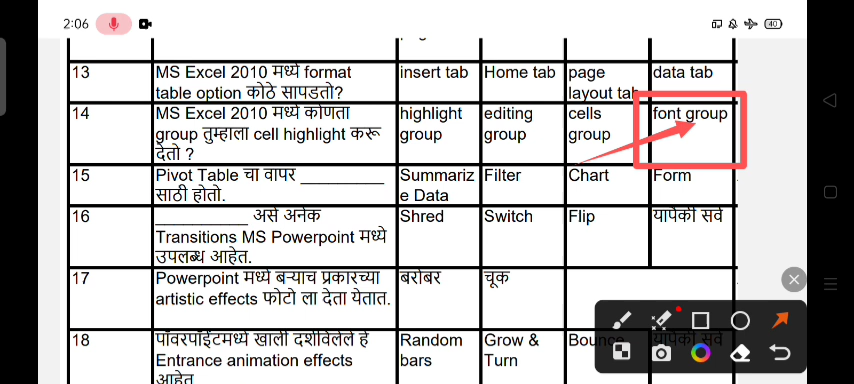 2:06
40
13 MS Excel 2010 मध्ये format insert tab Home tab page data tab
table option कोठे सापडतो? layout tab
14 MS Excel 2010 मध्ये कोणता highlight editing cells font group
group तुम्हाला cell highlight करू group group group
देतो ?
15 Pivot Table चा वापर __________ Summariz Filter Chart Form
साठी होतो. e Data
16 ___________ असे अनेक Shred Switch Flip यापैकी सर्व
Transitions MS Powerpoint मध्ये
उपलब्ध आहेत.
17 Powerpoint मध्ये बऱ्याच प्रकारच्या बरोबर चूक
artistic effects फोटो ला देता येतात.
18 पॉवरपॉईंटमध्ये खाली दर्शविलेले हे Random Grow & Bounce यापैकी सर्व
Entrance animation effects bars Turn
आहेत